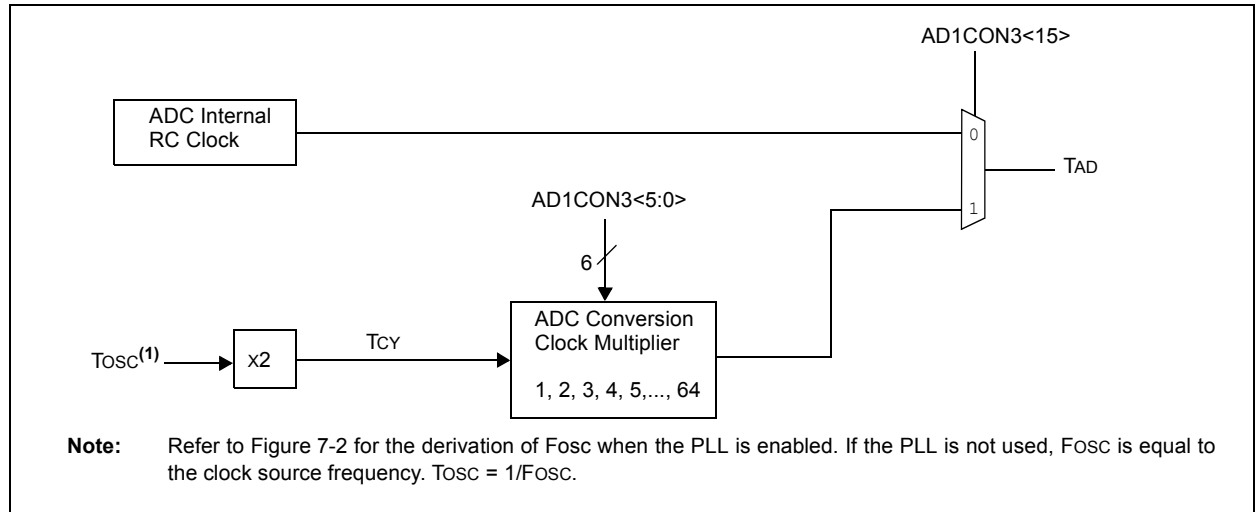 AD1CON3<15>
ADC Internal
RC Clock
0
TAD
AD1CON3<5:0>
1
6
ADC Conversion
Clock Multiplier
TOSC(1)
X2
TCY
1, 2, 3, 4, 5,..., 64
Note: Refer to Figure 7-2 for the derivation of Fosc when the PLL is enabled. If the PLL is not used, FOSC is equal to
the clock source frequency. TOSC = 1/FOSC.